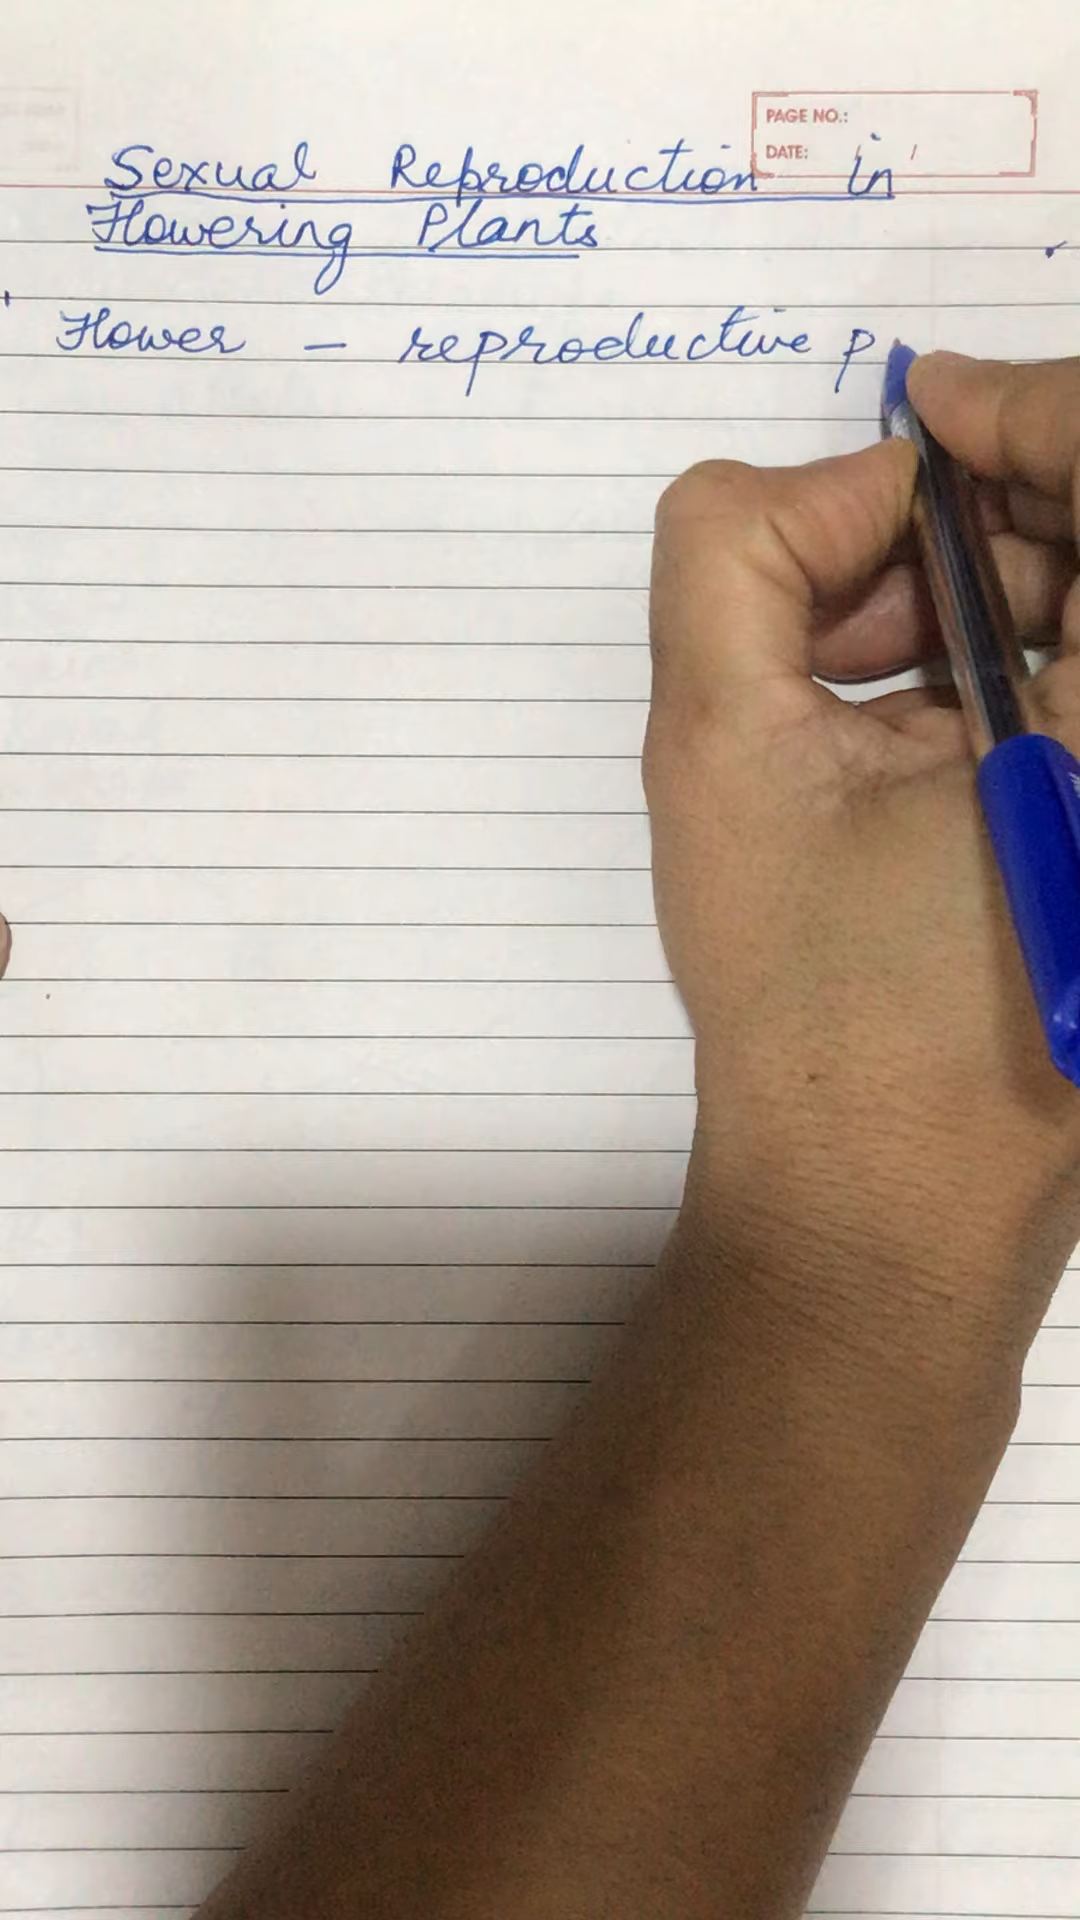 PAGE NO.:
DATE: / /
Sexual Reproduction in
Flowering Plants
Flower - reproductive p